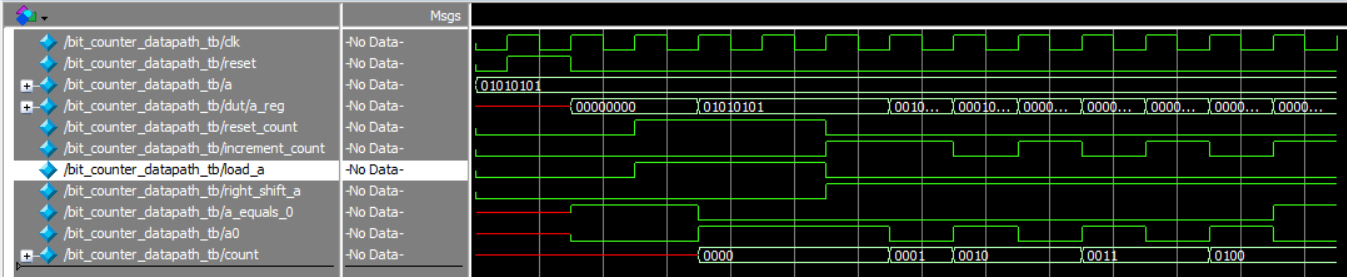 Msgs
/bit_counter_datapath_tb/clk -No Data-
/bit_counter_datapath_tb/reset -No Data-
/bit_counter_datapath_tb/a -No Data- 01010101
/bit_counter_datapath_tb/dut/a_reg -No Data- 00000000 01010101 0010... 00010... 0000... 0000... 0000... 0000... 0000...
/bit_counter_datapath_tb/reset_count -No Data-
/bit_counter_datapath_tb/increment_count -No Data-
/bit_counter_datapath_tb/load_a -No Data-
/bit_counter_datapath_tb/right_shift_a -No Data-
/bit_counter_datapath_tb/a_equals_0 -No Data-
/bit_counter_datapath_tb/a0 -No Data-
/bit_counter_datapath_tb/count -No Data- 0000 0001 0010 0011 0100